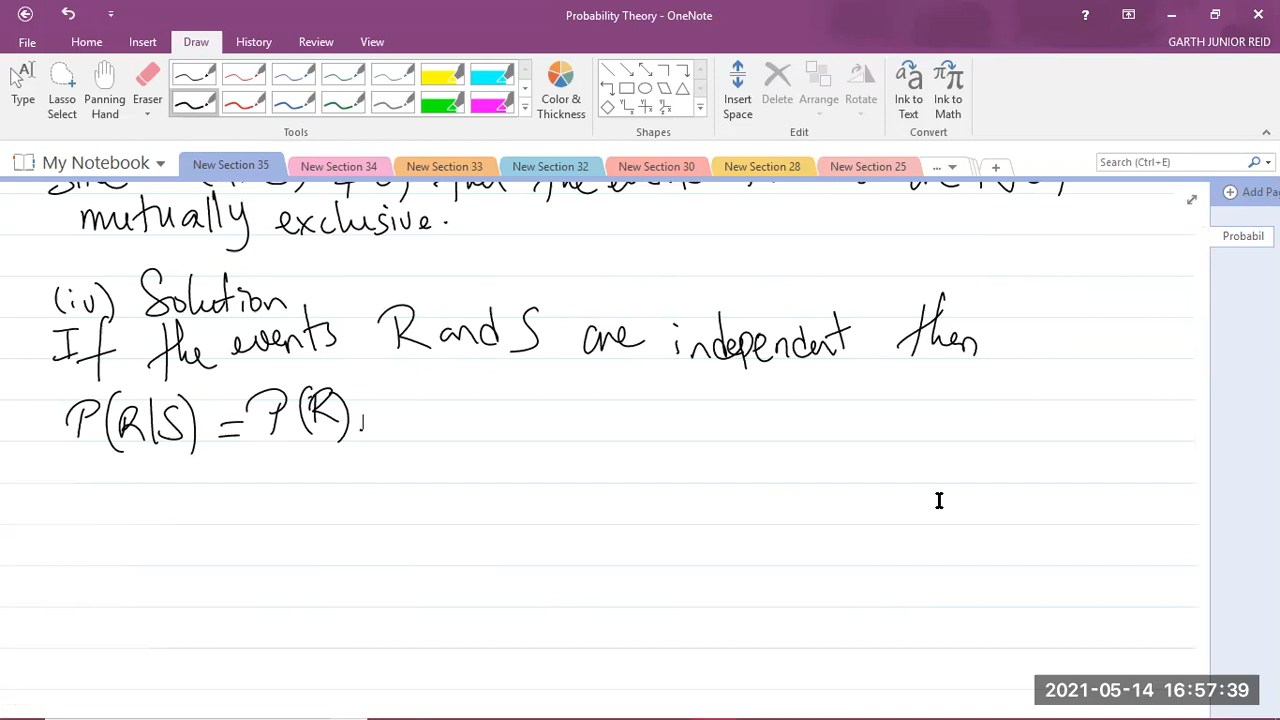 Probability Theory - OneNote
File Home Insert Draw History Review View
GARTH JUNIOR REID
Type
Lasso Select
Panning Hand
Eraser
Color & Thickness
Insert Space
Delete
Arrange
Rotate
Ink to Text
Ink to Math
Tools
Shapes
Edit
Convert
My Notebook
New Section 35
New Section 34
New Section 33
New Section 32
New Section 30
New Section 28
New Section 25
...
Search (Ctrl+E)
Add Pa
Probabil
mutually exclusive.
(iv) Solution
If the events R and S are independent then
P(R|S) = P(R)
2021-05-14 16:57:39